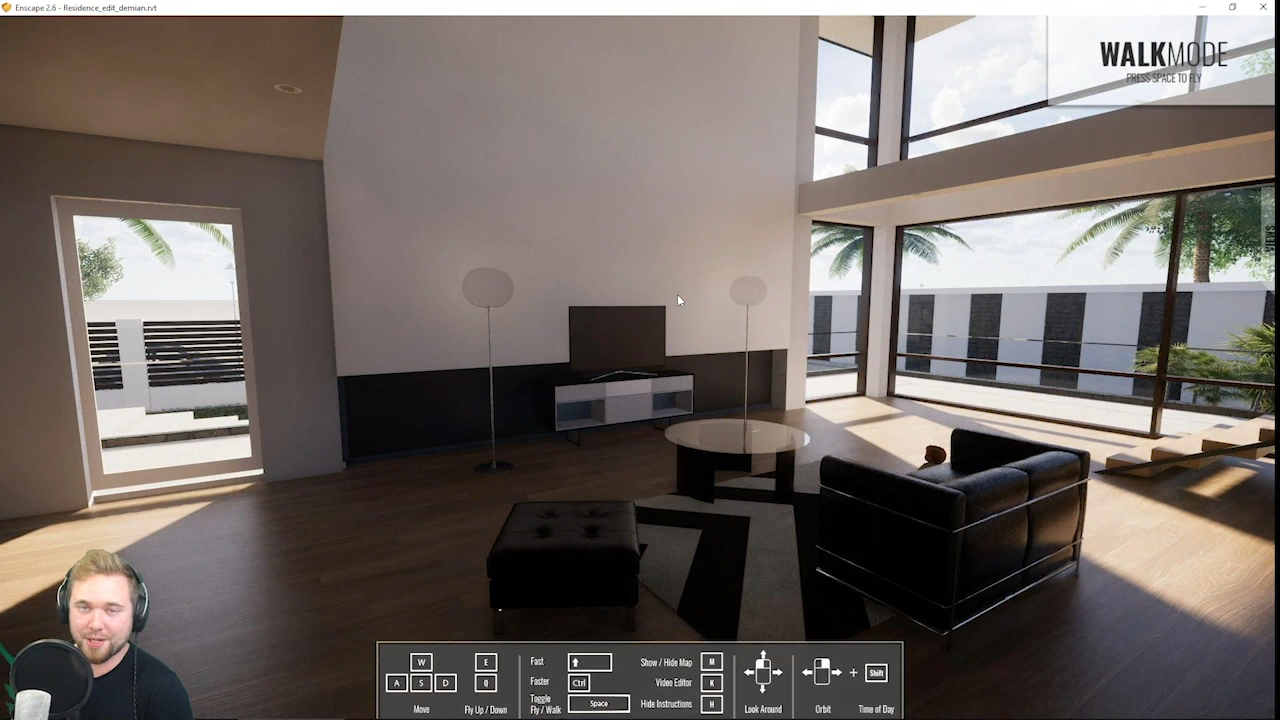 Enscape 2.6 - Residence_edit_demian.rvt
WALKMODE
PRESS SPACE TO FLY
VIEWS
W
A S D
Move
E
Q
Fly Up / Down
Fast
Faster Ctrl
Toggle
Fly / Walk Space
Show / Hide Map M
Video Editor K
Hide Instructions H
Look Around
Orbit
+ Shift
Time of Day